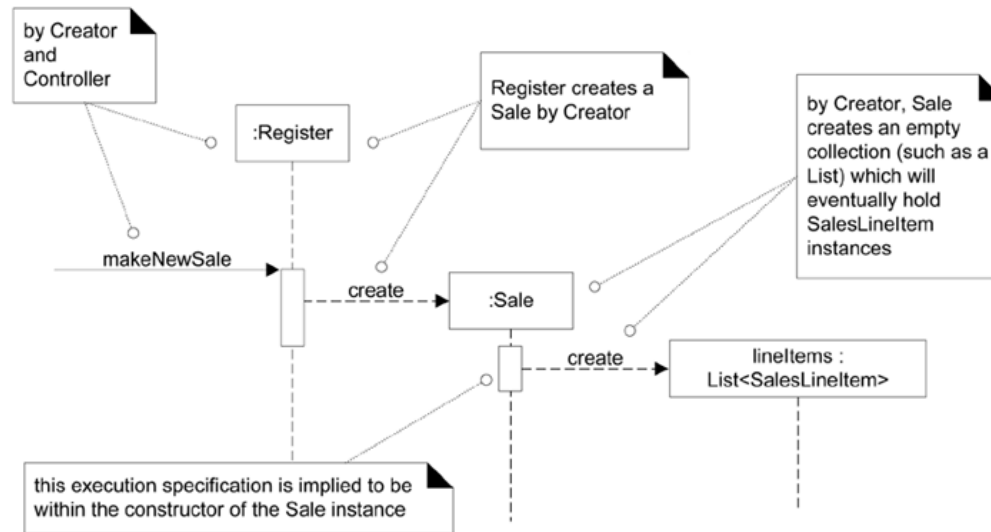 by Creator
and
Controller
:Register
Register creates a
Sale by Creator
by Creator, Sale
creates an empty
collection (such as a
List) which will
eventually hold
SalesLineItem
instances
makeNewSale
create
:Sale
create
lineItems :
List<SalesLineItem>
this execution specification is implied to be
within the constructor of the Sale instance